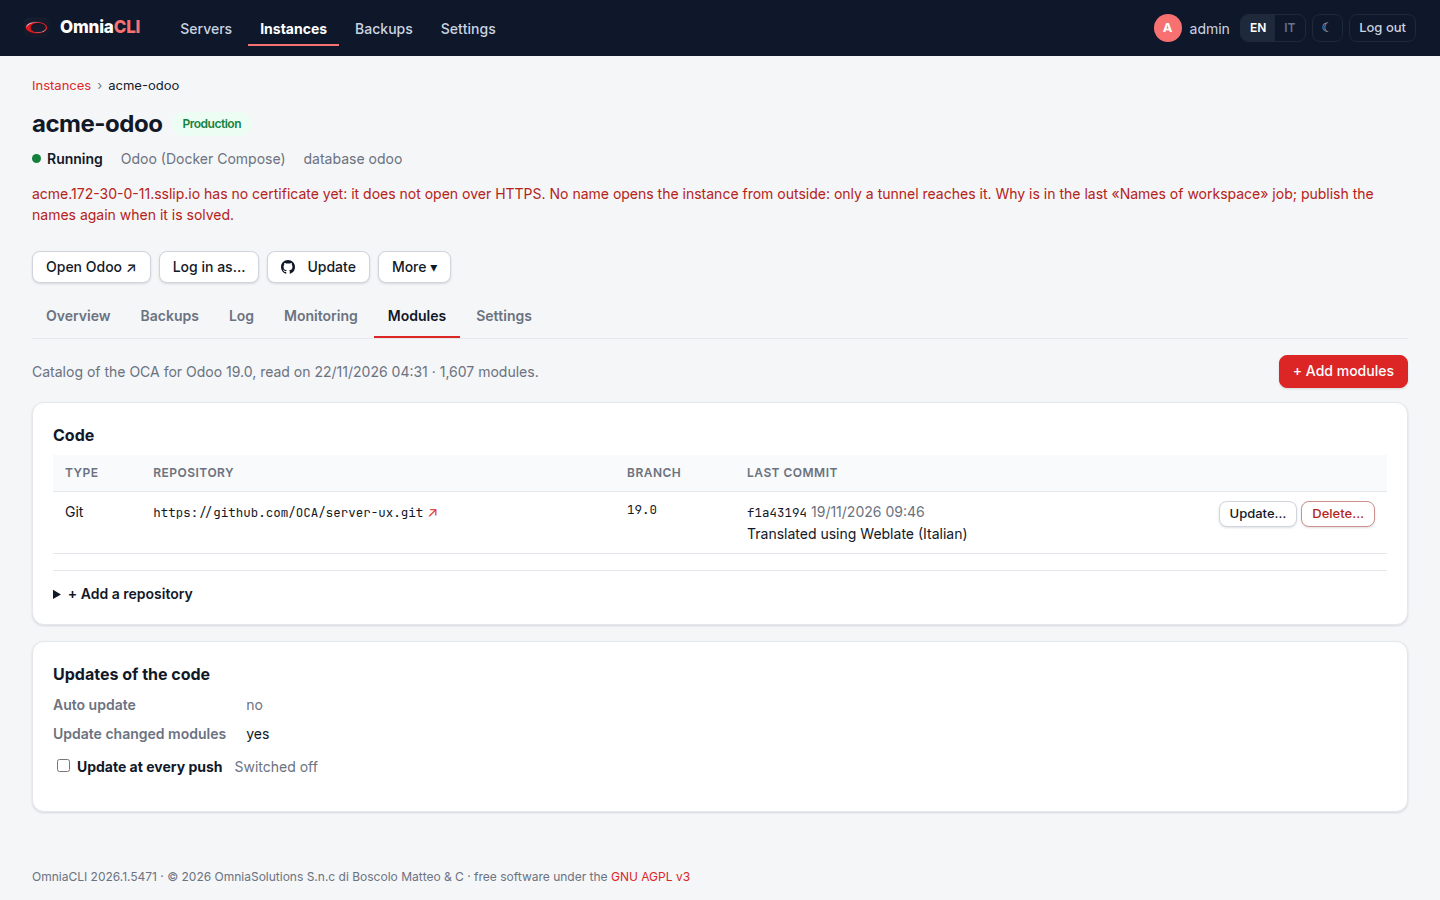 OmniaCLI Servers Instances Backups Settings A admin EN IT Log out
Instances › acme-odoo
acme-odoo Production
Running Odoo (Docker Compose) database odoo
acme.172-30-0-11.sslip.io has no certificate yet: it does not open over HTTPS. No name opens the instance from outside: only a tunnel reaches it. Why is in the last «Names of workspace» job; publish the
names again when it is solved.
Open Odoo ↗ Log in as... Update More ▾
Overview Backups Log Monitoring Modules Settings
Catalog of the OCA for Odoo 19.0, read on 22/11/2026 04:31 · 1,607 modules. + Add modules
Code
TYPE REPOSITORY BRANCH LAST COMMIT
Git https://github.com/OCA/server-ux.git ↗ 19.0 f1a43194 19/11/2026 09:46 Update... Delete...
Translated using Weblate (Italian)
▶ + Add a repository
Updates of the code
Auto update no
Update changed modules yes
Update at every push Switched off
OmniaCLI 2026.1.5471 · © 2026 OmniaSolutions S.n.c di Boscolo Matteo & C · free software under the GNU AGPL v3